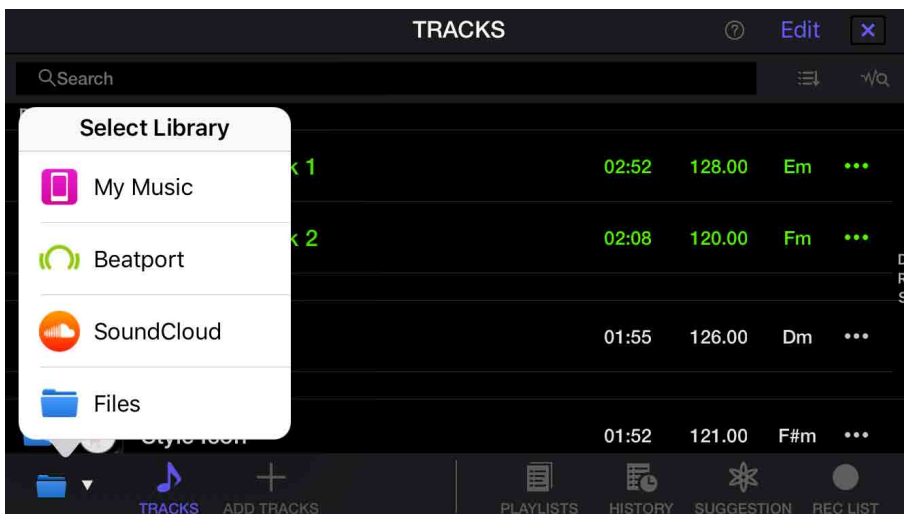 TRACKS
Edit
Search
Select Library
My Music
Beatport
SoundCloud
Files
k 1 02:52 128.00 Em
k 2 02:08 120.00 Fm
01:55 126.00 Dm
Style Icon 01:52 121.00 F#m
D
R
S
TRACKS ADD TRACKS PLAYLISTS HISTORY SUGGESTION REC LIST